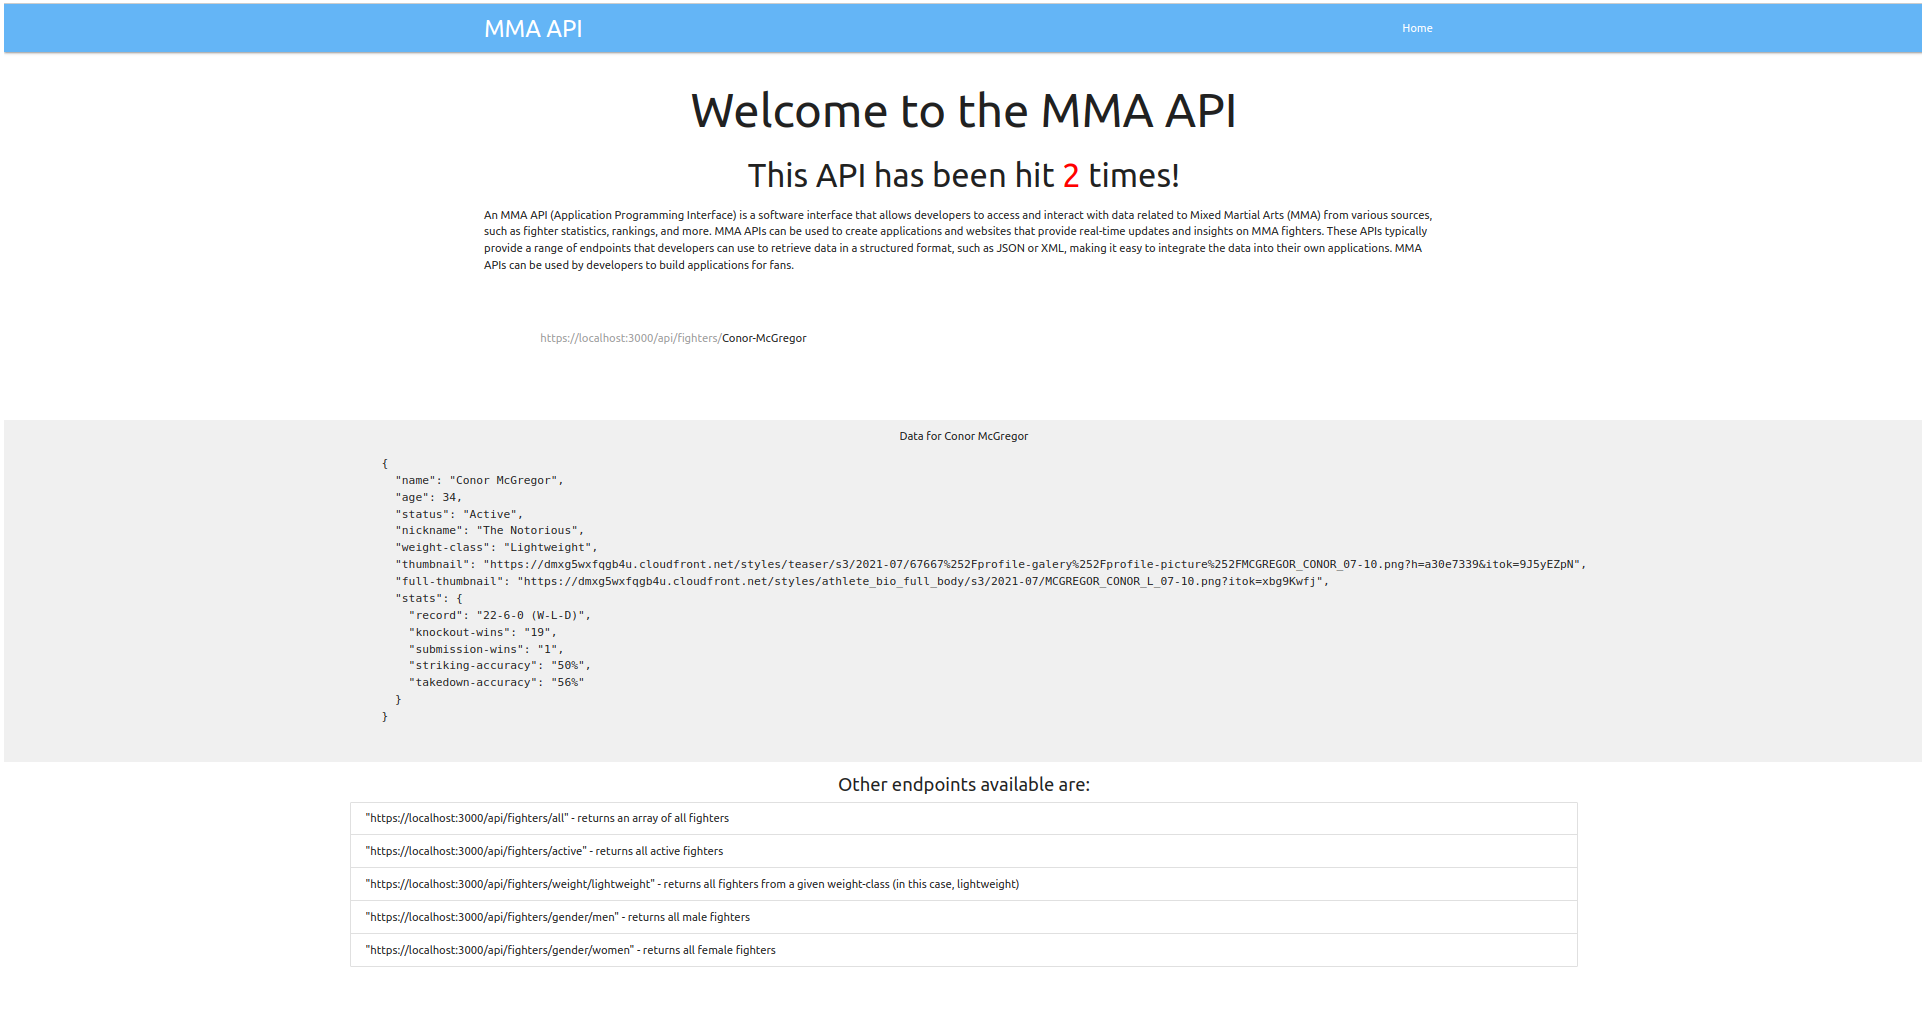 MMA API
Home
Welcome to the MMA API
This API has been hit 2 times!
An MMA API (Application Programming Interface) is a software interface that allows developers to access and interact with data related to Mixed Martial Arts (MMA) from various sources,
such as fighter statistics, rankings, and more. MMA APIs can be used to create applications and websites that provide real-time updates and insights on MMA fighters. These APIs typically
provide a range of endpoints that developers can use to retrieve data in a structured format, such as JSON or XML, making it easy to integrate the data into their own applications. MMA
APIs can be used by developers to build applications for fans.
https://localhost:3000/api/fighters/Conor-McGregor
Data for Conor McGregor
{
"name": "Conor McGregor",
"age": 34,
"status": "Active",
"nickname": "The Notorious",
"weight-class": "Lightweight",
"thumbnail": "https://dmxg5wxfqgb4u.cloudfront.net/styles/teaser/s3/2021-07/67667%252Fprofile-galery%252Fprofile-picture%252FMCGREGOR_CONOR_07-10.png?h=a30e7339&itok=9J5yEZpN",
"full-thumbnail": "https://dmxg5wxfqgb4u.cloudfront.net/styles/athlete_bio_full_body/s3/2021-07/MCGREGOR_CONOR_L_07-10.png?itok=xbg9Kwfj",
"stats": {
"record": "22-6-0 (W-L-D)",
"knockout-wins": "19",
"submission-wins": "1",
"striking-accuracy": "50%",
"takedown-accuracy": "56%"
}
}
Other endpoints available are:
"https://localhost:3000/api/fighters/all" - returns an array of all fighters
"https://localhost:3000/api/fighters/active" - returns all active fighters
"https://localhost:3000/api/fighters/weight/lightweight" - returns all fighters from a given weight-class (in this case, lightweight)
"https://localhost:3000/api/fighters/gender/men" - returns all male fighters
"https://localhost:3000/api/fighters/gender/women" - returns all female fighters